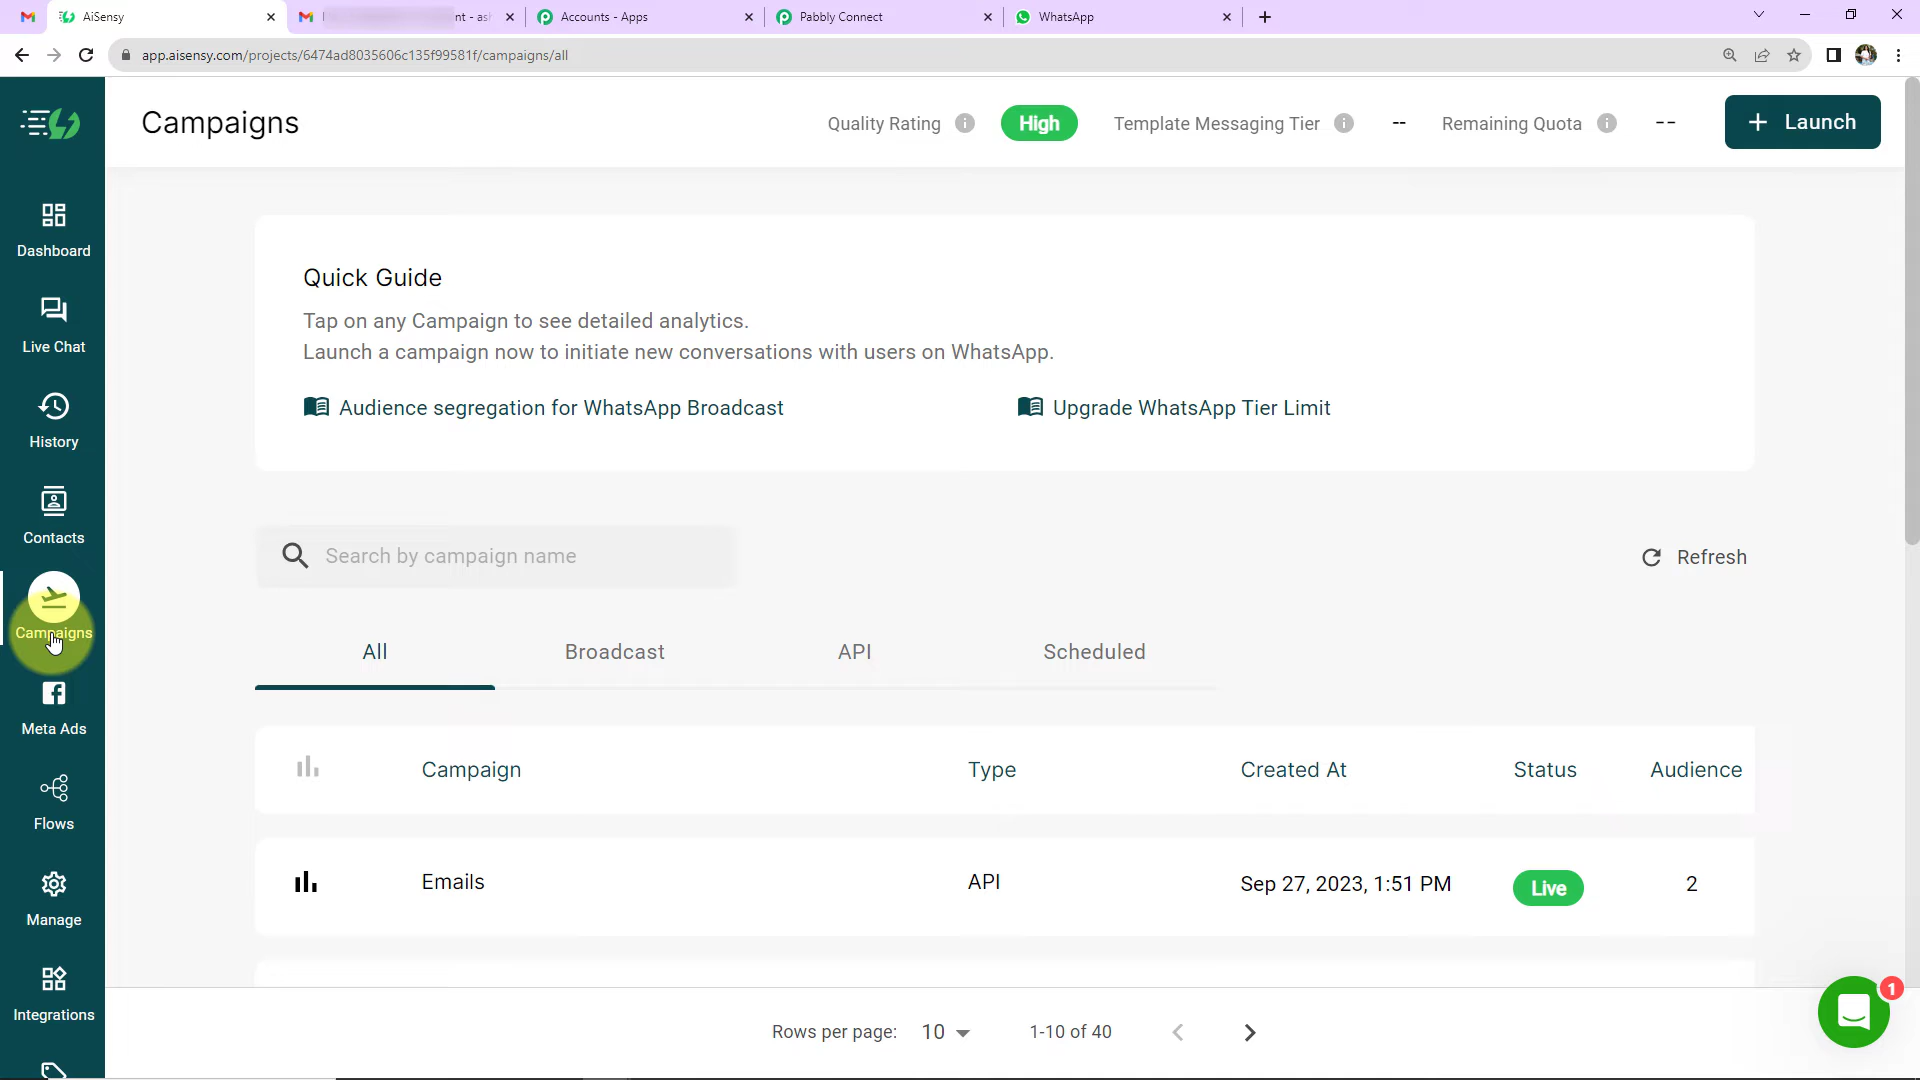 AiSensy
nt - asl
Accounts - Apps
Pabbly Connect
WhatsApp
app.aisensy.com/projects/6474ad8035606c135f99581f/campaigns/all
Campaigns
Quality Rating
High
Template Messaging Tier
--
Remaining Quota
--
+ Launch
Dashboard
Live Chat
History
Contacts
Campaigns
Meta Ads
Flows
Manage
Integrations
Quick Guide
Tap on any Campaign to see detailed analytics.
Launch a campaign now to initiate new conversations with users on WhatsApp.
Audience segregation for WhatsApp Broadcast
Upgrade WhatsApp Tier Limit
Search by campaign name
Refresh
All
Broadcast
API
Scheduled
Campaign
Type
Created At
Status
Audience
Emails
API
Sep 27, 2023, 1:51 PM
Live
2
Rows per page:
10
1-10 of 40
1